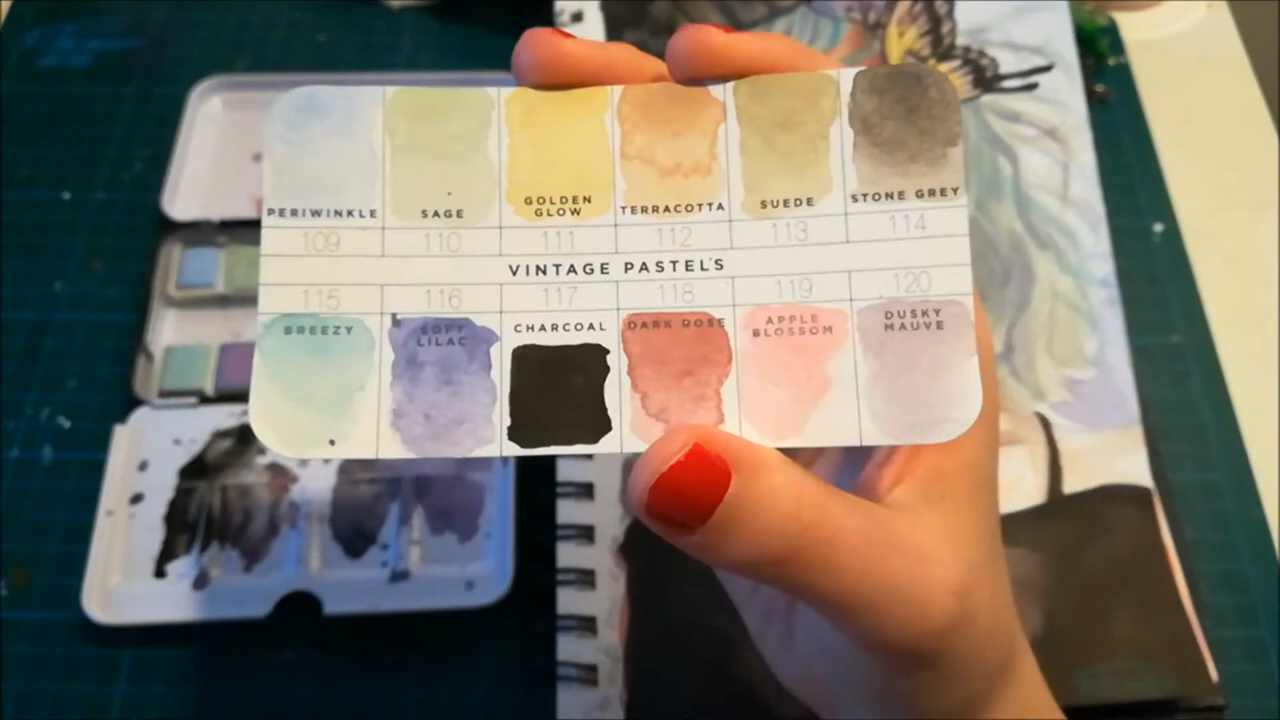 PERIWINKLE SAGE GOLDEN GLOW TERRACOTTA SUEDE STONE GREY
109 110 111 112 113 114
VINTAGE PASTEL'S
115 116 117 118 119 120
BREEZY SOFT LILAC CHARCOAL DARK ROSE APPLE BLOSSOM DUSKY MAUVE